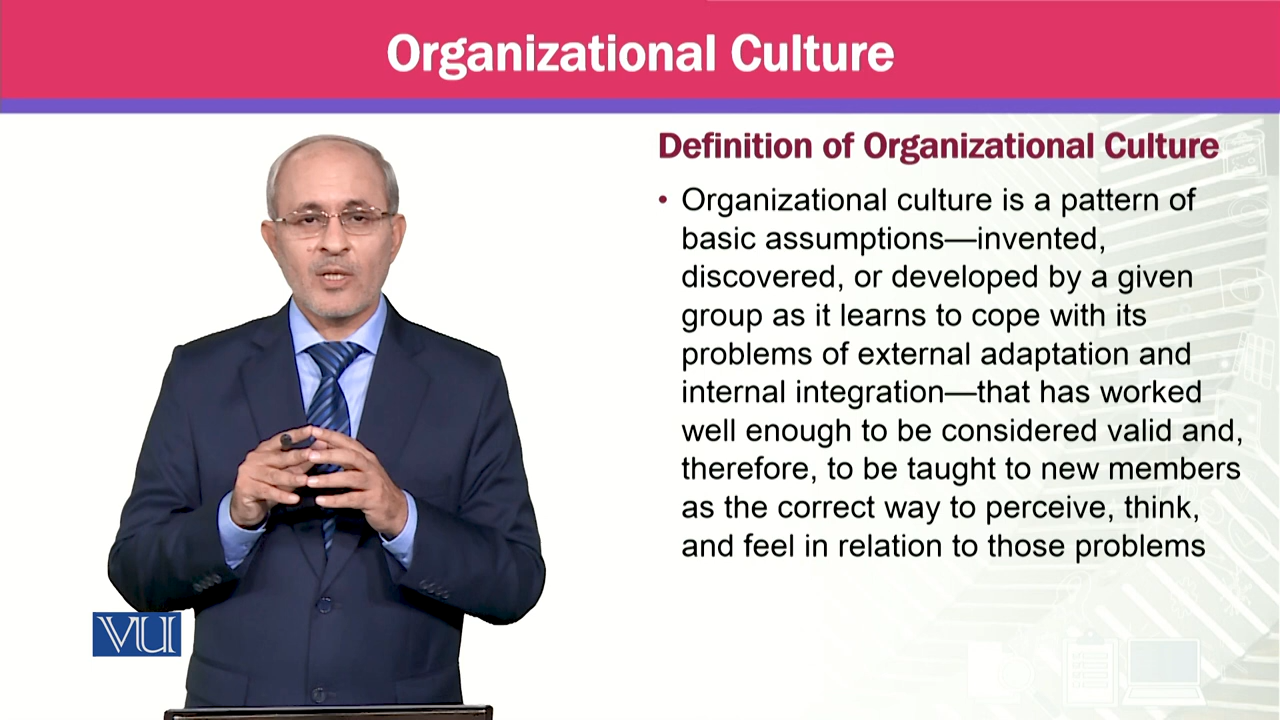 Organizational Culture
Definition of Organizational Culture
• Organizational culture is a pattern of
basic assumptions—invented,
discovered, or developed by a given
group as it learns to cope with its
problems of external adaptation and
internal integration—that has worked
well enough to be considered valid and,
therefore, to be taught to new members
as the correct way to perceive, think,
and feel in relation to those problems
VU